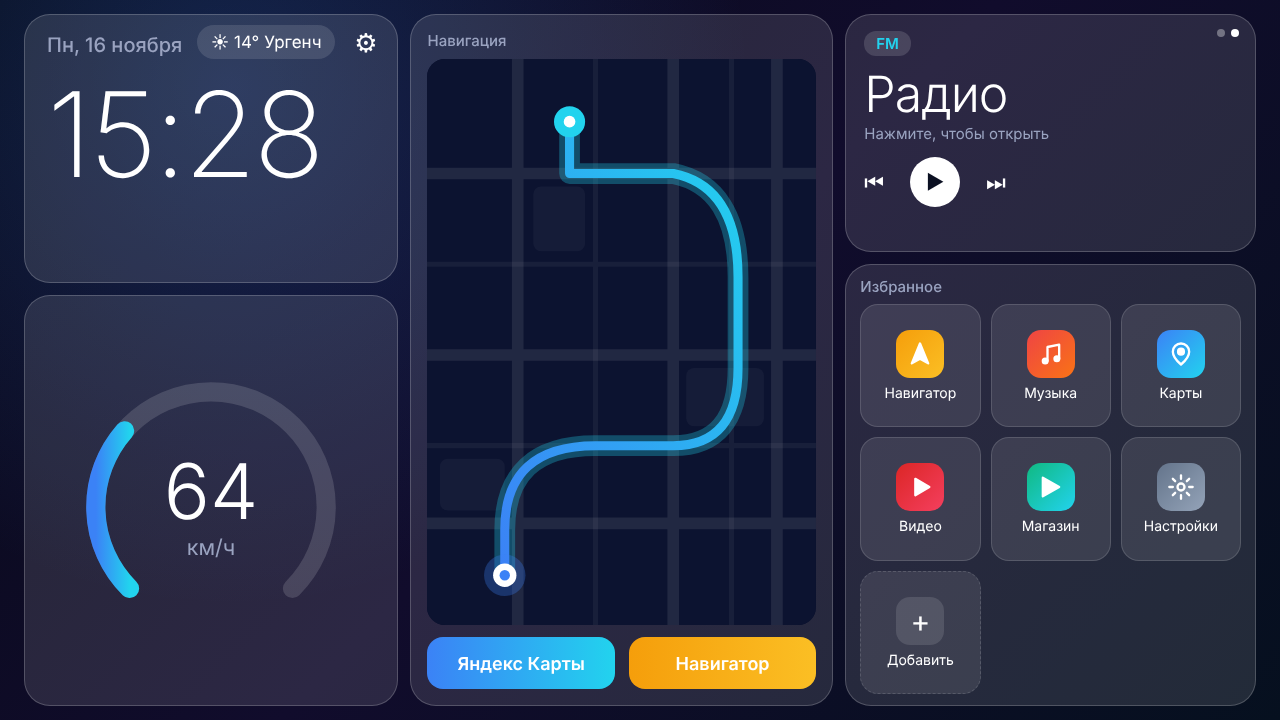 Пн, 16 ноября
14° Ургенч
15:28
64
км/ч
Навигация
Яндекс Карты
Навигатор
FM
Радио
Нажмите, чтобы открыть
Избранное
Навигатор
Музыка
Карты
Видео
Магазин
Настройки
+
Добавить